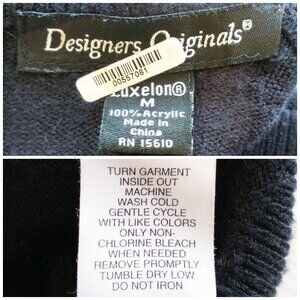 Designers Originals®
00557081
Luxelon®
M
100% Acrylic
Made in
China
RN 15610
TURN GARMENT
INSIDE OUT
MACHINE
WASH COLD
GENTLE CYCLE
WITH LIKE COLORS
ONLY NON-
CHLORINE BLEACH
WHEN NEEDED
REMOVE PROMPTLY
TUMBLE DRY LOW
DO NOT IRON